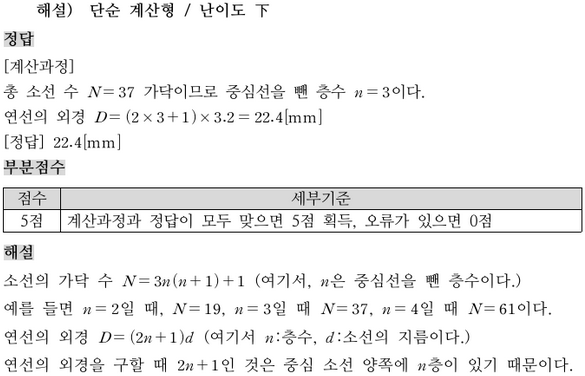 해설) 단순 계산형 / 난이도 下
정답
[계산과정]
총 소선 수 N=37 가닥이므로 중심선을 뺀 층수 n=3이다.
연선의 외경 D=(2×3+1)×3.2=22.4[mm]
[정답] 22.4[mm]
부분점수
점수 세부기준
5점 계산과정과 정답이 모두 맞으면 5점 획득, 오류가 있으면 0점
해설
소선의 가닥 수 N=3n(n+1)+1 (여기서, n은 중심선을 뺀 층수이다.)
예를 들면 n=2일 때, N=19, n=3일 때 N=37, n=4일 때 N=61이다.
연선의 외경 D=(2n+1)d (여기서 n:층수, d:소선의 지름이다.)
연선의 외경을 구할 때 2n+1인 것은 중심 소선 양쪽에 n층이 있기 때문이다.